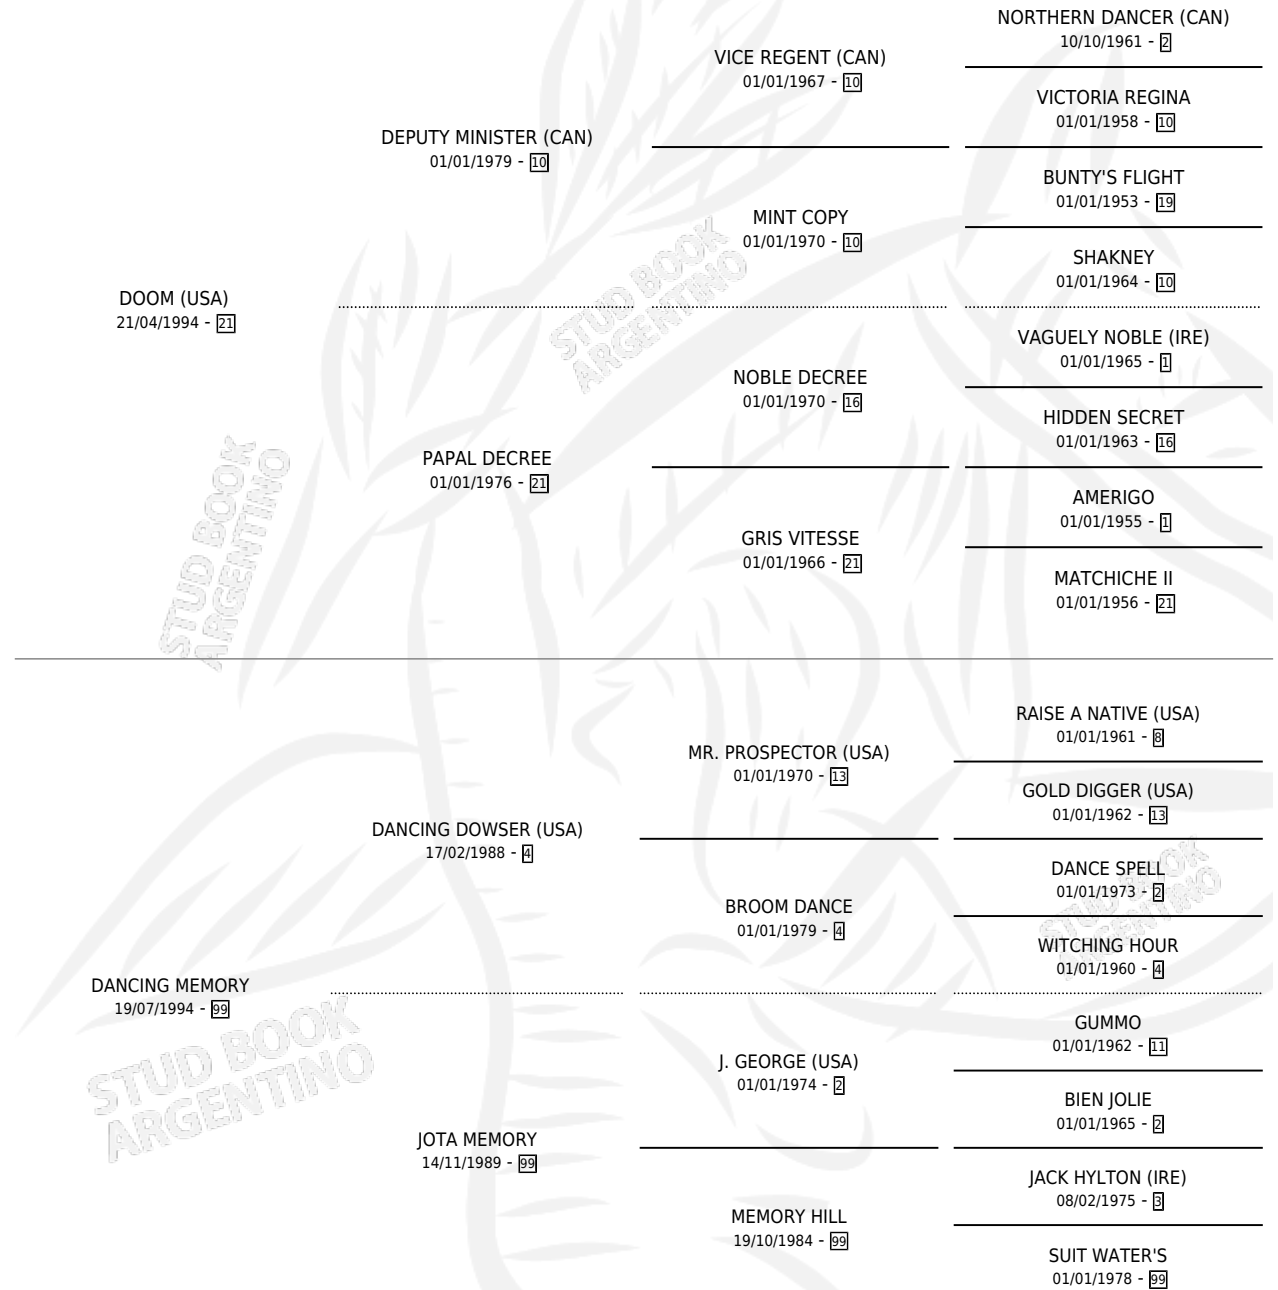 NORTHERN DANCER (CAN)
10/10/1961 - 2
VICE REGENT (CAN)
01/01/1967 - 10
VICTORIA REGINA
01/01/1958 - 10
DEPUTY MINISTER (CAN)
01/01/1979 - 10
BUNTY'S FLIGHT
01/01/1953 - 19
MINT COPY
01/01/1970 - 10
SHAKNEY
01/01/1964 - 10
DOOM (USA)
21/04/1994 - 21
VAGUELY NOBLE (IRE)
01/01/1965 - 1
NOBLE DECREE
01/01/1970 - 16
HIDDEN SECRET
01/01/1963 - 16
PAPAL DECREE
01/01/1976 - 21
AMERIGO
01/01/1955 - 1
GRIS VITESSE
01/01/1966 - 21
MATCHICHE II
01/01/1956 - 21
STUD BOOK
ARGENTINO
STUD BOOK
ARGENTINO
RAISE A NATIVE (USA)
01/01/1961 - 8
MR. PROSPECTOR (USA)
01/01/1970 - 13
GOLD DIGGER (USA)
01/01/1962 - 13
DANCING DOWSER (USA)
17/02/1988 - 4
DANCE SPELL
01/01/1973 - 2
BROOM DANCE
01/01/1979 - 4
WITCHING HOUR
01/01/1960 - 4
STUD BOOK
ARGENTINO
DANCING MEMORY
19/07/1994 - 99
GUMMO
01/01/1962 - 11
J. GEORGE (USA)
01/01/1974 - 2
BIEN JOLIE
01/01/1965 - 2
STUD BOOK
ARGENTINO
JOTA MEMORY
14/11/1989 - 99
JACK HYLTON (IRE)
08/02/1975 - 3
MEMORY HILL
19/10/1984 - 99
SUIT WATER'S
01/01/1978 - 99